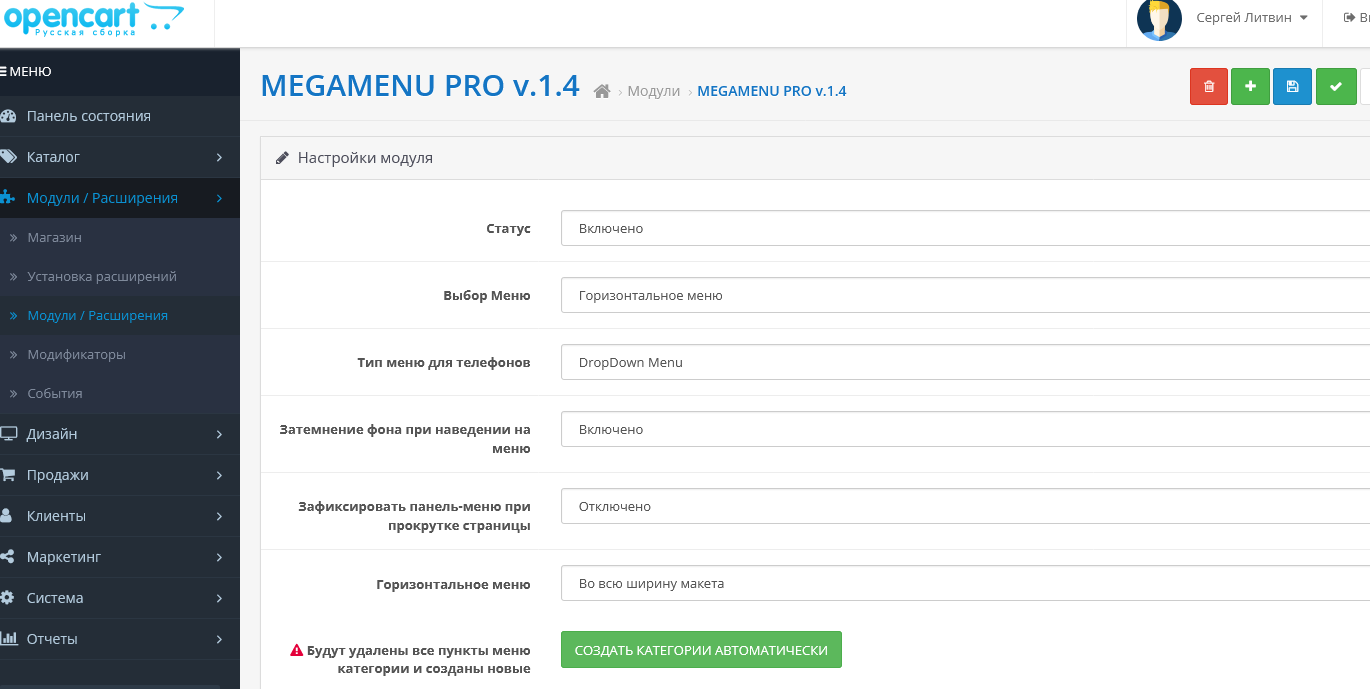 opencart
Русская сборка
Сергей Литвин
МЕНЮ
Панель состояния
Каталог
Модули / Расширения
Магазин
Установка расширений
Модули / Расширения
Модификаторы
События
Дизайн
Продажи
Клиенты
Маркетинг
Система
Отчеты
MEGAMENU PRO v.1.4
› Модули › MEGAMENU PRO v.1.4
Настройки модуля
Статус
Включено
Выбор Меню
Горизонтальное меню
Тип меню для телефонов
DropDown Menu
Затемнение фона при наведении на
меню
Включено
Зафиксировать панель-меню при
прокрутке страницы
Отключено
Горизонтальное меню
Во всю ширину макета
Будут удалены все пункты меню
категории и созданы новые
СОЗДАТЬ КАТЕГОРИИ АВТОМАТИЧЕСКИ